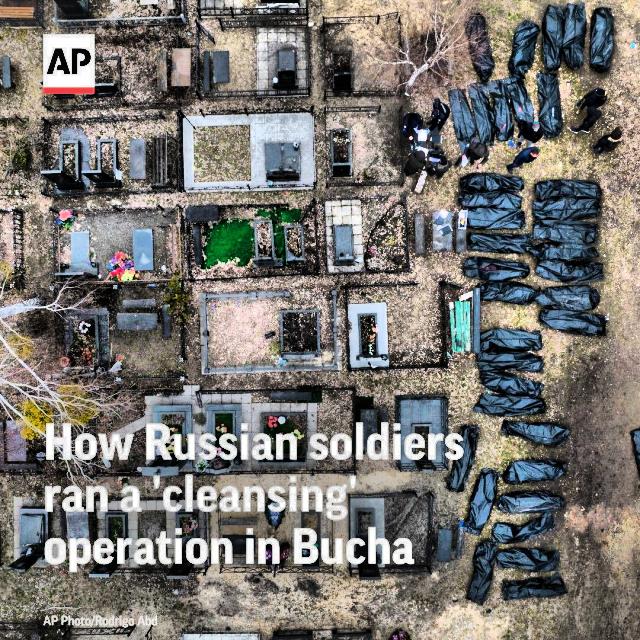 AP
How Russian soldiers
ran a 'cleansing'
operation in Bucha
AP Photo/Rodrigo Abd